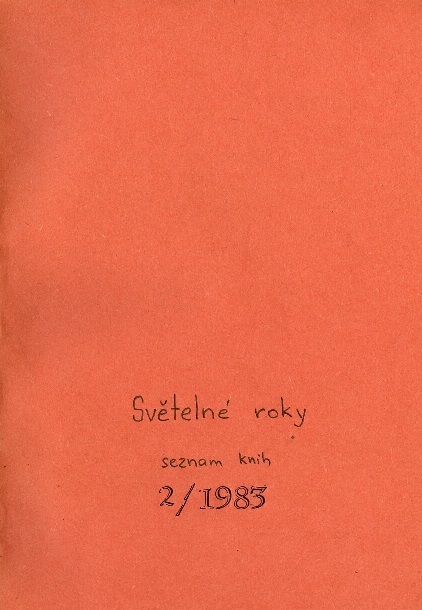 Světelné roky
seznam knih
2/1983